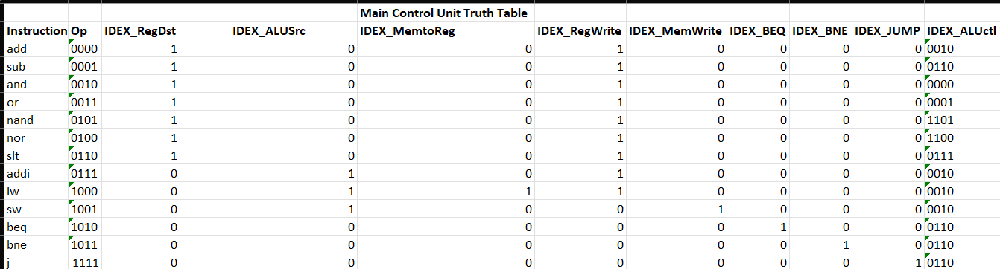 Main Control Unit Truth Table
Instruction Op IDEX_RegDst IDEX_ALUSrc IDEX_MemtoReg IDEX_RegWrite IDEX_MemWrite IDEX_BEQ IDEX_BNE IDEX_JUMP IDEX_ALUctl
add 0000 1 0 0 1 0 0 0 0 0010
sub 0001 1 0 0 1 0 0 0 0 0110
and 0010 1 0 0 1 0 0 0 0 0000
or 0011 1 0 0 1 0 0 0 0 0001
nand 0101 1 0 0 1 0 0 0 0 1101
nor 0100 1 0 0 1 0 0 0 0 1100
slt 0110 1 0 0 1 0 0 0 0 0111
addi 0111 0 1 0 1 0 0 0 0 0010
lw 1000 0 1 1 1 0 0 0 0 0010
sw 1001 0 1 0 0 1 0 0 0 0010
beq 1010 0 0 0 0 0 1 0 0 0110
bne 1011 0 0 0 0 0 0 1 0 0110
j 1111 0 0 0 0 0 0 0 1 0110